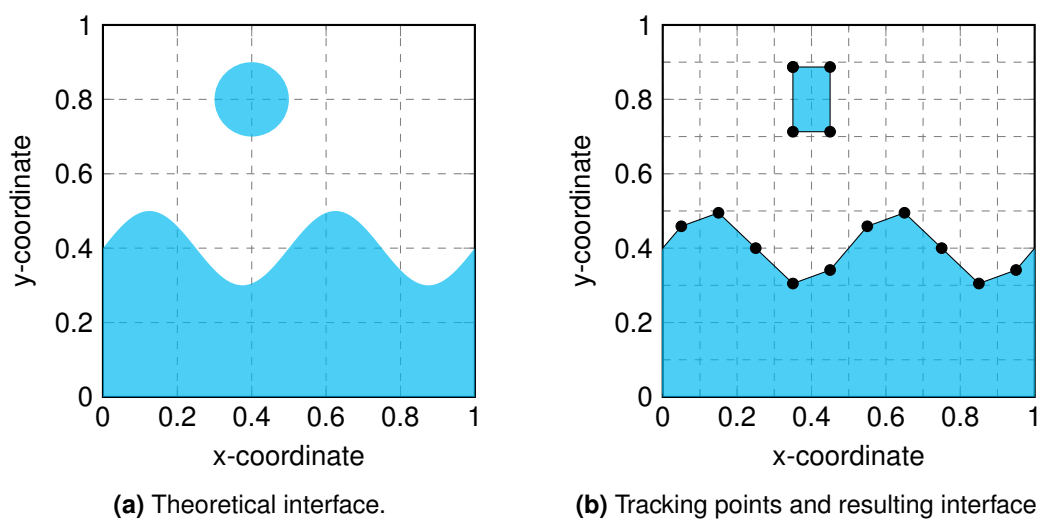 1
0.8
0.6
0.4
0.2
0
y-coordinate
0 0.2 0.4 0.6 0.8 1
x-coordinate
(a) Theoretical interface.
1
0.8
0.6
0.4
0.2
0
y-coordinate
0 0.2 0.4 0.6 0.8 1
x-coordinate
(b) Tracking points and resulting interface